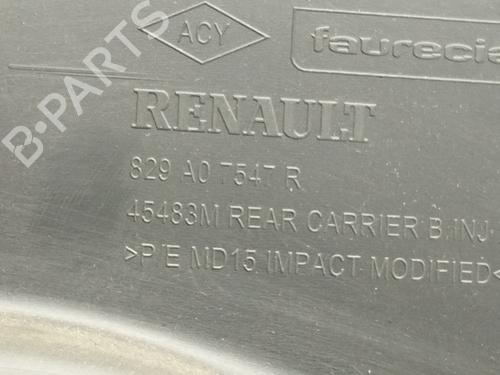 B-PARTS
ACY
faurecia
RENAULT
829 A0 7547 R
45483M REAR CARRIER B.INJ
>P/E MD15 IMPACT MODIFIED<